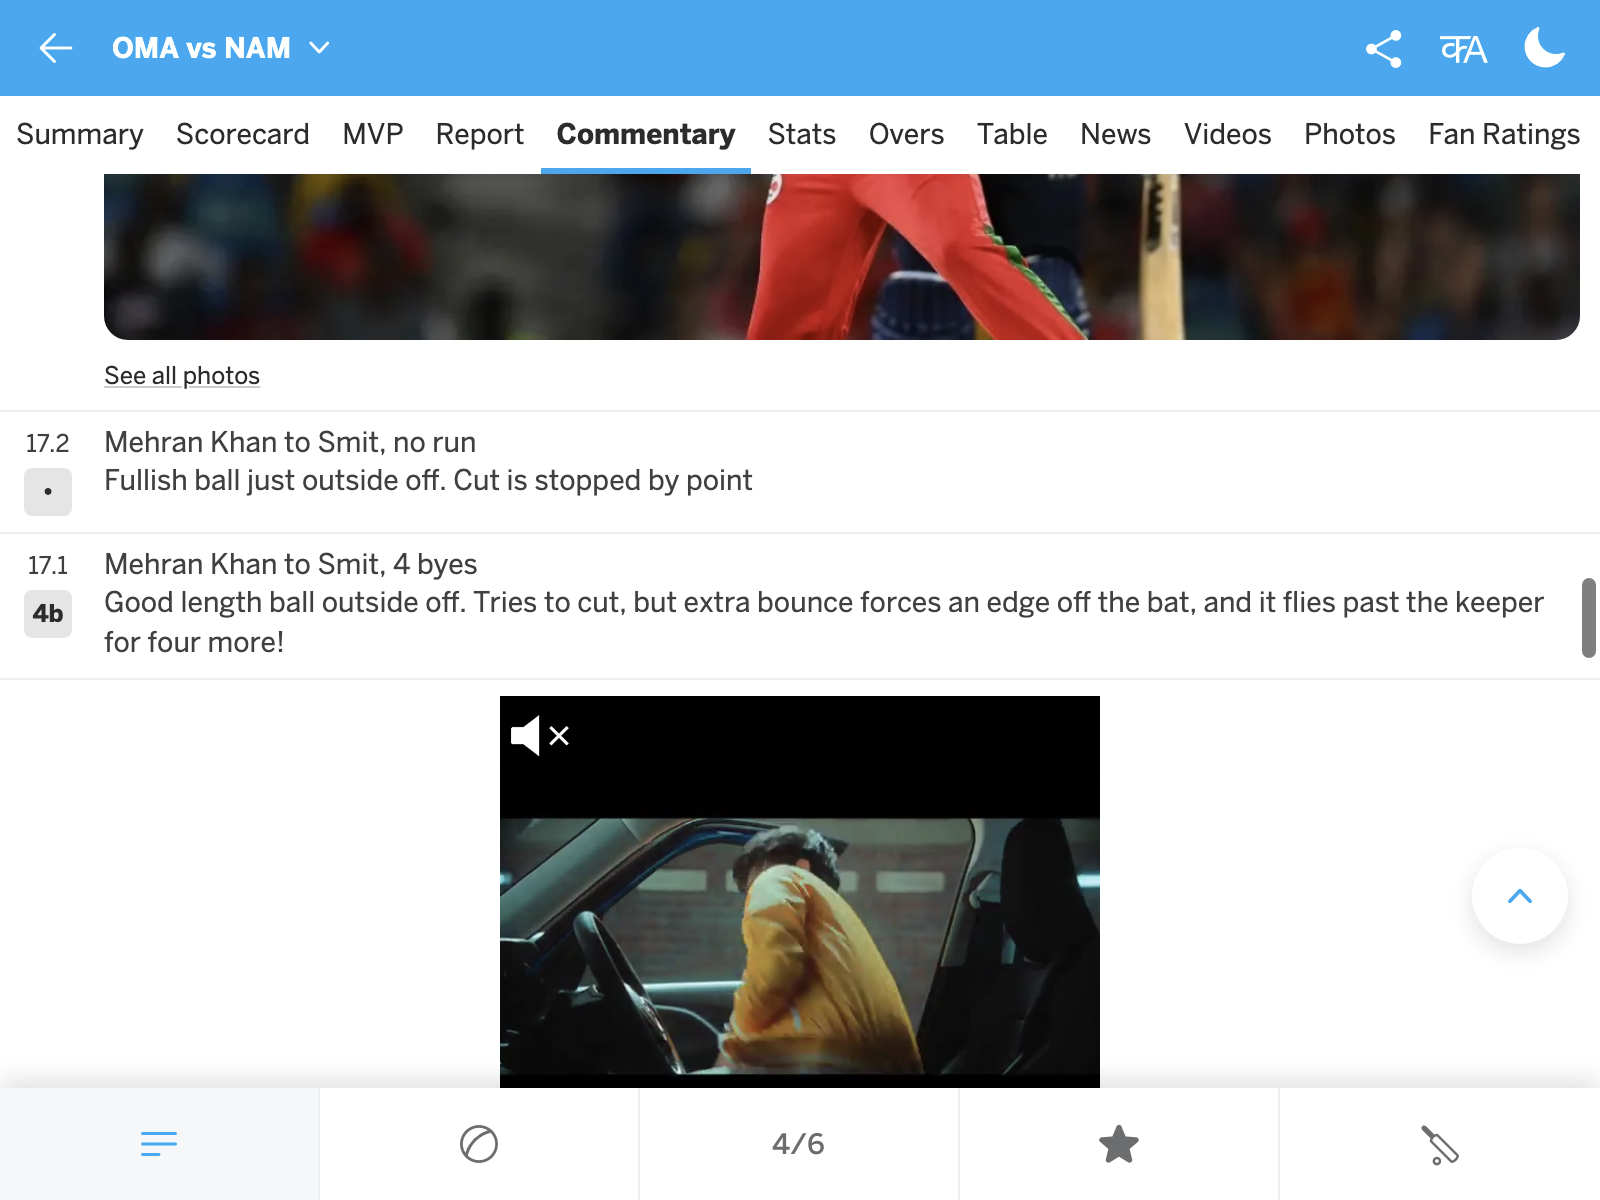 OMA vs NAM
Summary Scorecard MVP Report Commentary Stats Overs Table News Videos Photos Fan Ratings
See all photos
17.2 Mehran Khan to Smit, no run
• Fullish ball just outside off. Cut is stopped by point
17.1 Mehran Khan to Smit, 4 byes
4b Good length ball outside off. Tries to cut, but extra bounce forces an edge off the bat, and it flies past the keeper
for four more!
4/6